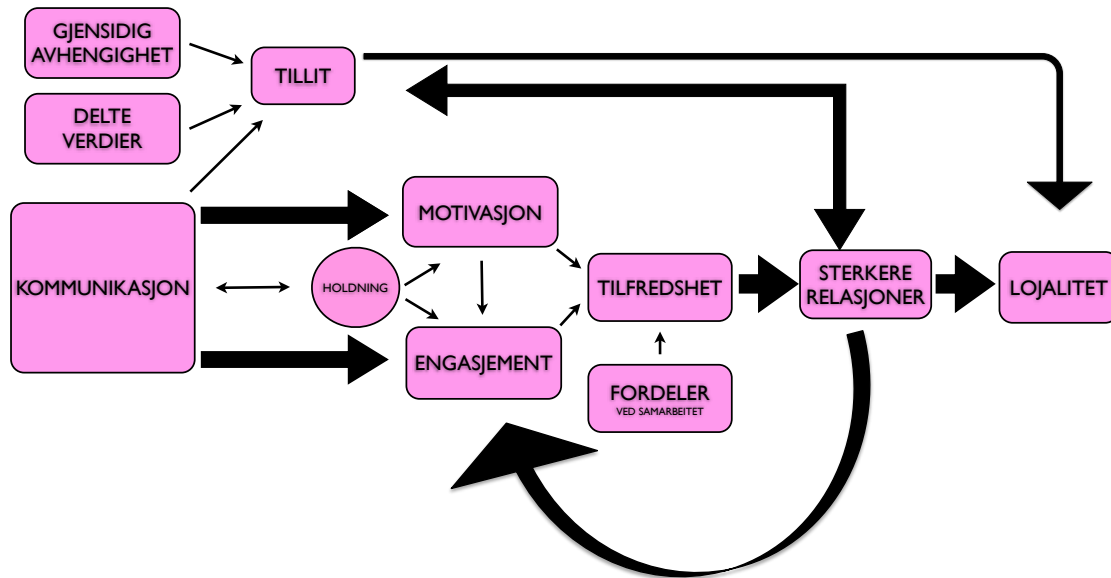 GJENSIDIG
AVHENGIGHET
TILLIT
DELTE
VERDIER
KOMMUNIKASJON
MOTIVASJON
HOLDNING
ENGASJEMENT
TILFREDSHET
FORDELER
VED SAMARBEITET
STERKERE
RELASJONER
LOJALITET